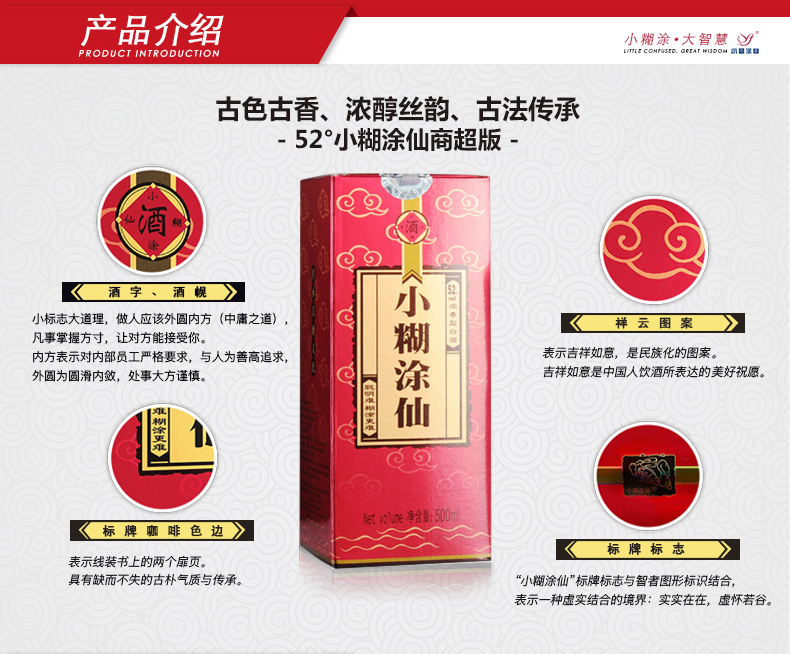 产品介绍
PRODUCT INTRODUCTION
小糊涂·大智慧
LITTLE CONFUSED, GREAT WISDOM
古色古香、浓醇丝韵、古法传承
- 52°小糊涂仙商超版 -
小
仙 酒 糊
涂
酒字、酒幌
小标志大道理，做人应该外圆内方（中庸之道），
凡事掌握方寸，让对方能接受你。
内方表示对内部员工严格要求，与人为善高追求，
外圆为圆滑内敛，处事大方谨慎。
难糊涂更难
仙
标牌咖啡色边
表示线装书上的两个扉页。
具有缺而不失的古朴气质与传承。
酒
小糊涂仙
聪明难 糊涂更难
Net volume 净含量: 500ml
祥云图案
表示吉祥如意，是民族化的图案。
吉祥如意是中国人饮酒所表达的美好祝愿。
标牌标志
“小糊涂仙”标牌标志与智者图形标识结合，
表示一种虚实结合的境界：实实在在，虚怀若谷。